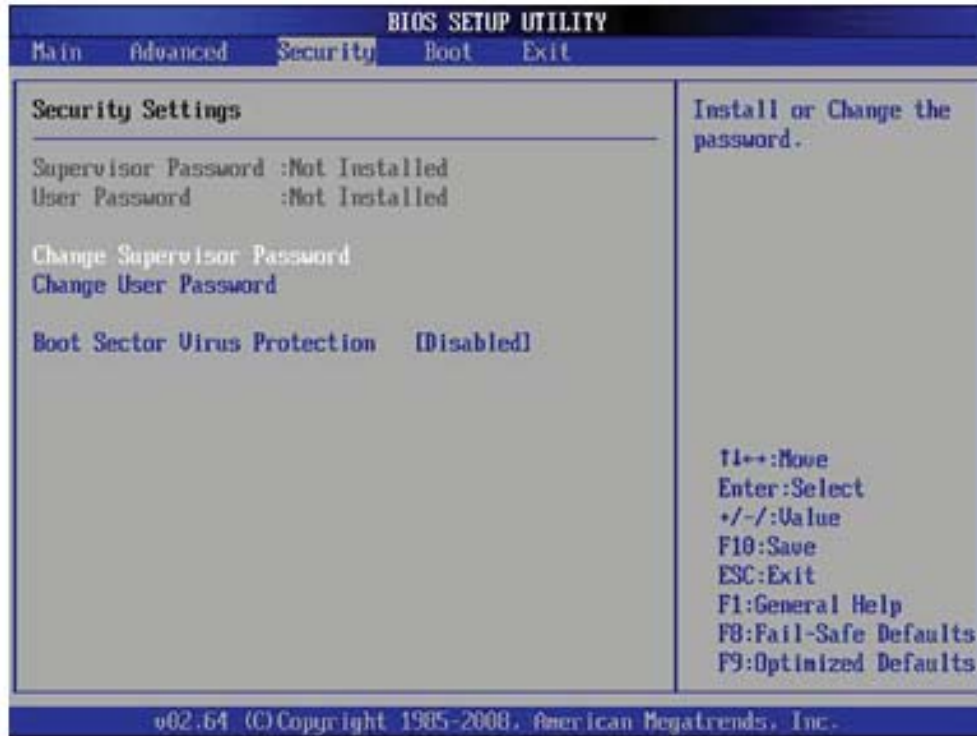 BIOS SETUP UTILITY
Main Advanced Security Boot Exit
Security Settings
Supervisor Password :Not Installed
User Password :Not Installed
Change Supervisor Password
Change User Password
Boot Sector Virus Protection [Disabled]
Install or Change the
password.
↑↓←→:Move
Enter:Select
+/-/:Value
F10:Save
ESC:Exit
F1:General Help
F8:Fail-Safe Defaults
F9:Optimized Defaults
v02.64 (C)Copyright 1985-2008, American Megatrends, Inc.